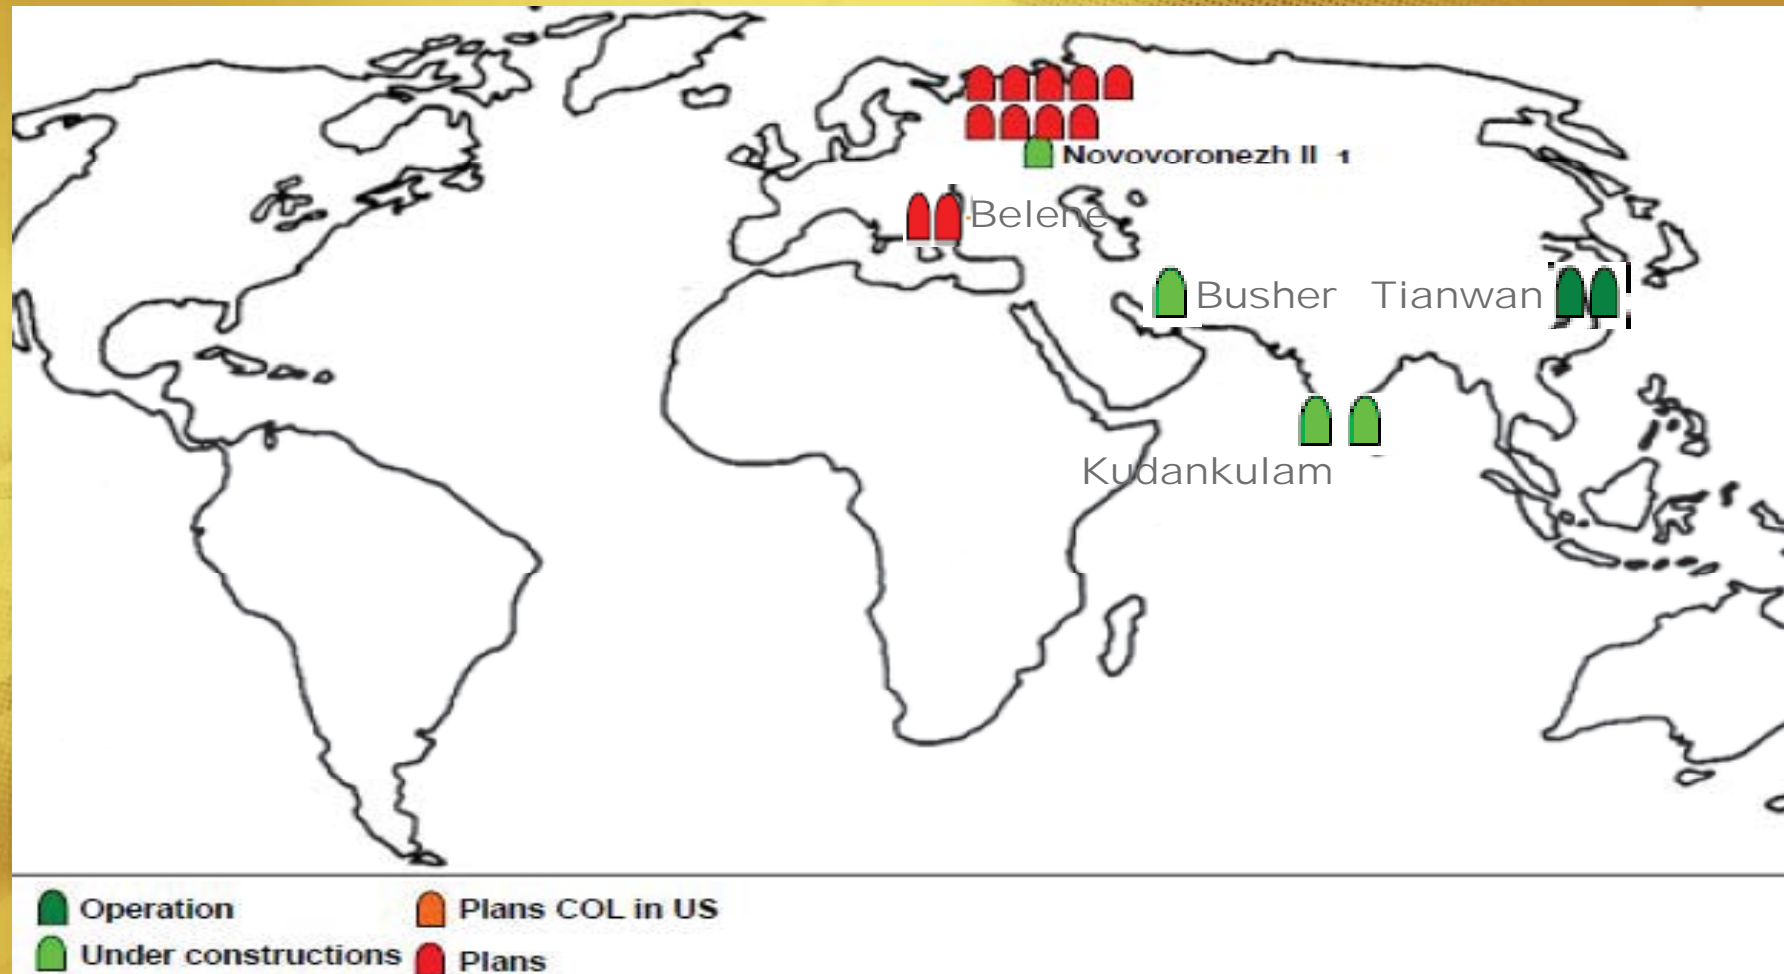 Novovoronezh II 1
Belene
Busher
Tianwan
Kudankulam
Operation
Plans COL in US
Under constructions
Plans